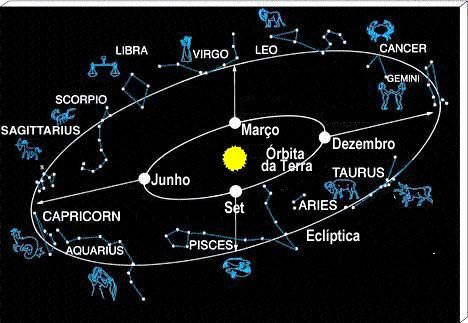 LIBRA
VIRGO
LEO
CANCER
GEMINI
SCORPIO
SAGITTARIUS
Março
Dezembro
Órbita
da Terra
Junho
Set
TAURUS
ARIES
CAPRICORN
AQUARIUS
PISCES
Eclíptica